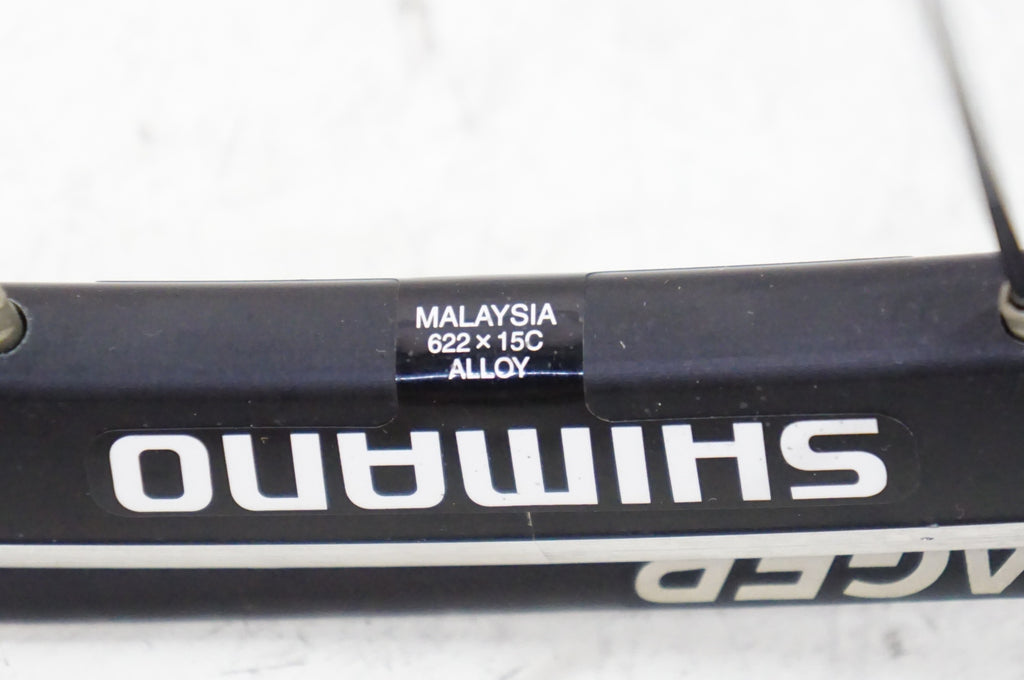 MALAYSIA
622 × 15C
ALLOY
SHIMANO